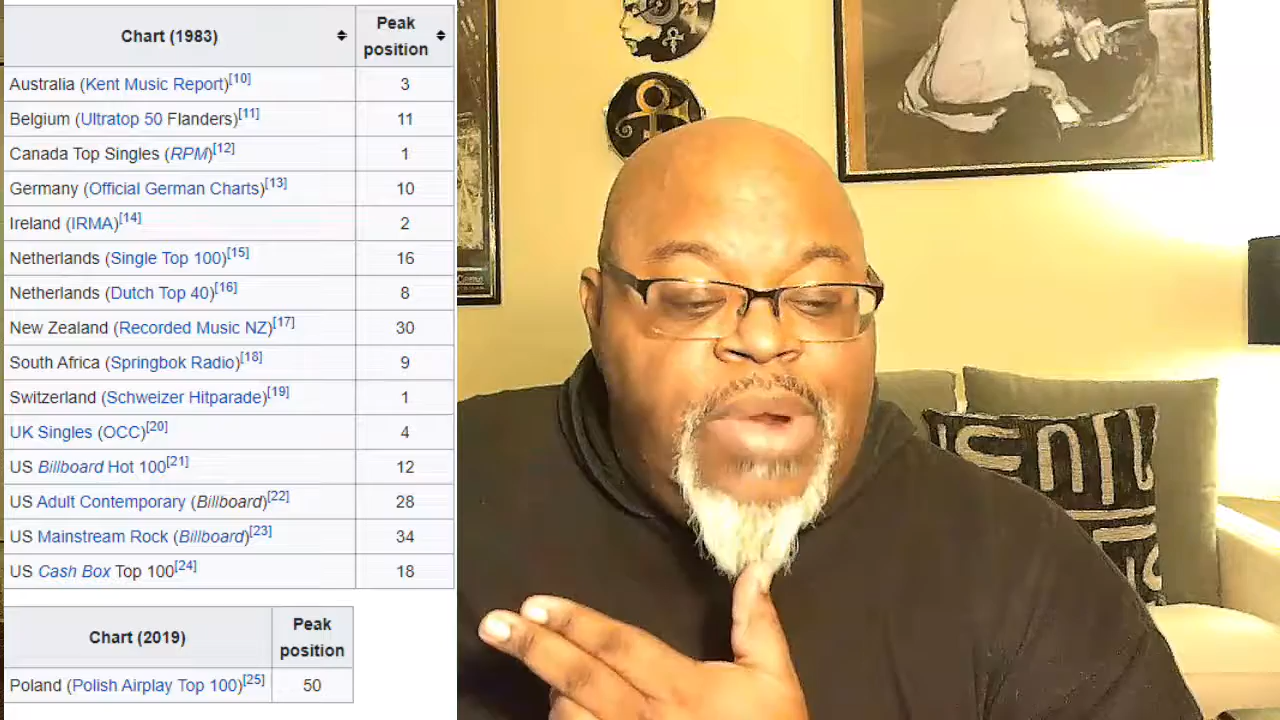 Chart (1983) Peak position
Australia (Kent Music Report)[10] 3
Belgium (Ultratop 50 Flanders)[11] 11
Canada Top Singles (RPM)[12] 1
Germany (Official German Charts)[13] 10
Ireland (IRMA)[14] 2
Netherlands (Single Top 100)[15] 16
Netherlands (Dutch Top 40)[16] 8
New Zealand (Recorded Music NZ)[17] 30
South Africa (Springbok Radio)[18] 9
Switzerland (Schweizer Hitparade)[19] 1
UK Singles (OCC)[20] 4
US Billboard Hot 100[21] 12
US Adult Contemporary (Billboard)[22] 28
US Mainstream Rock (Billboard)[23] 34
US Cash Box Top 100[24] 18
Chart (2019) Peak position
Poland (Polish Airplay Top 100)[25] 50